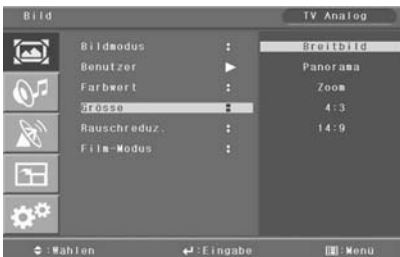 Bild
TV Analog
Bildmodus :
Benutzer
Farbwert :
Grösse :
Rauschreduz. :
Film-Modus :
Breitbild
Panorama
Zoom
4:3
14:9
:Wählen
:Eingabe
:Menü